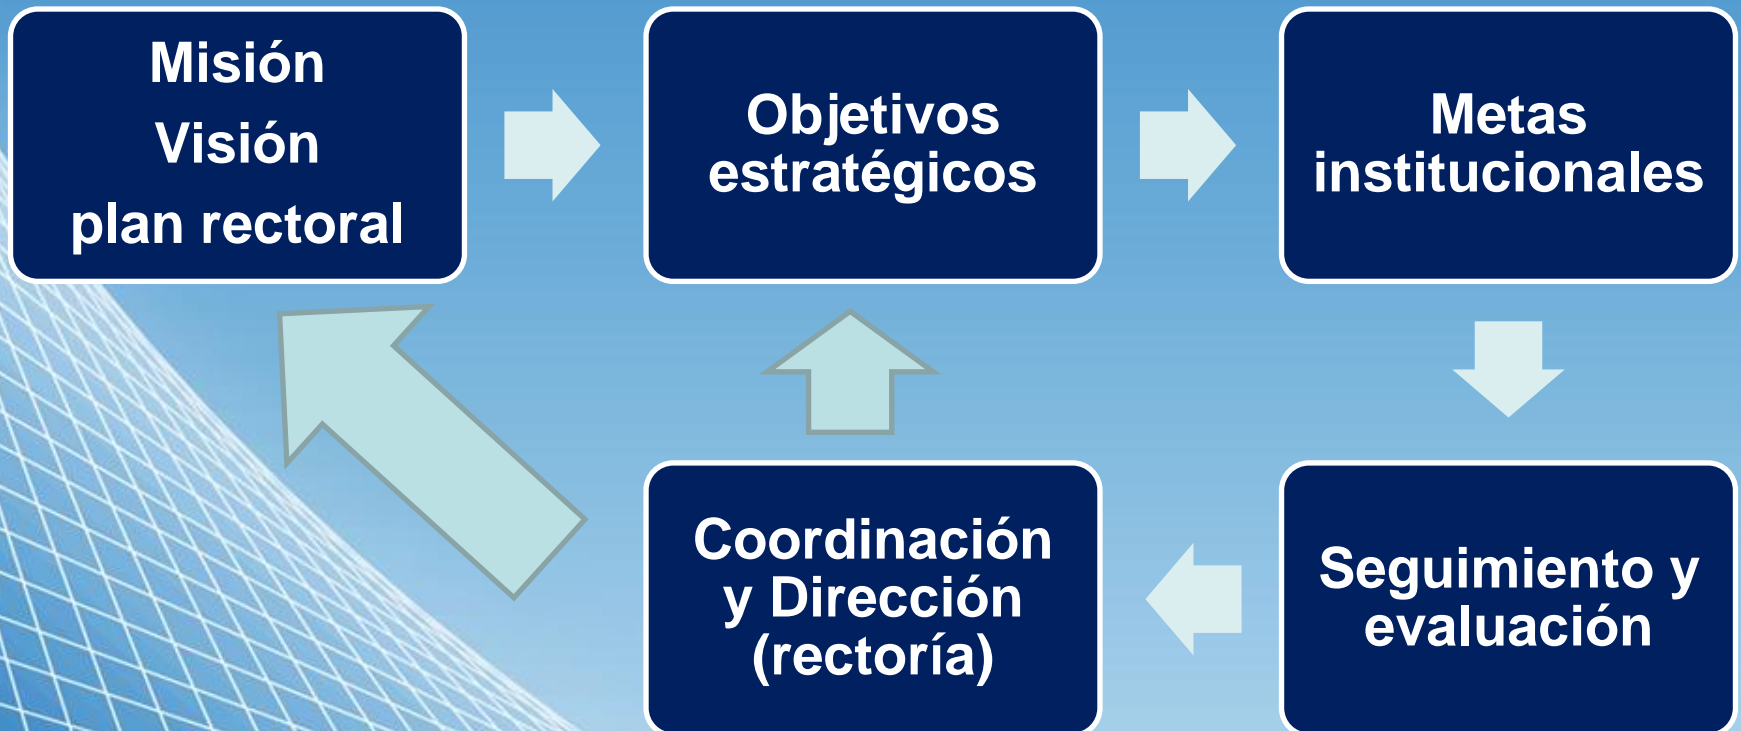 Misión
Visión
plan rectoral
Objetivos
estratégicos
Metas
institucionales
Coordinación
y Dirección
(rectoría)
Seguimiento y
evaluación